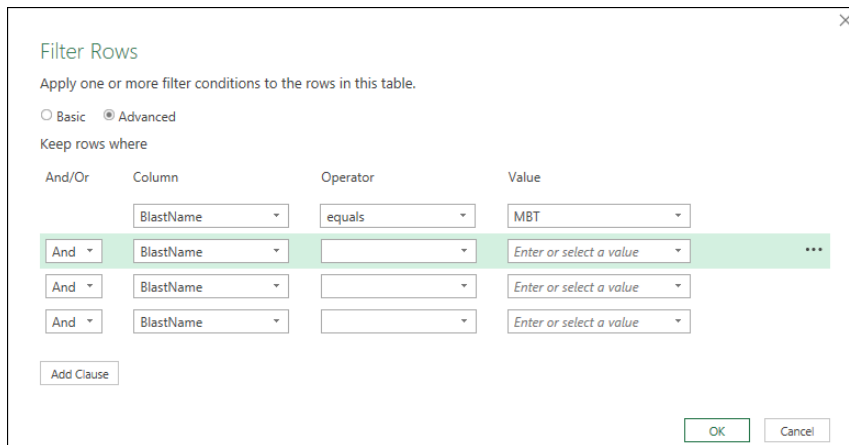 Filter Rows
Apply one or more filter conditions to the rows in this table.
Basic Advanced
Keep rows where
And/Or Column Operator Value
BlastName equals MBT
And BlastName Enter or select a value
And BlastName Enter or select a value
And BlastName Enter or select a value
Add Clause
OK Cancel